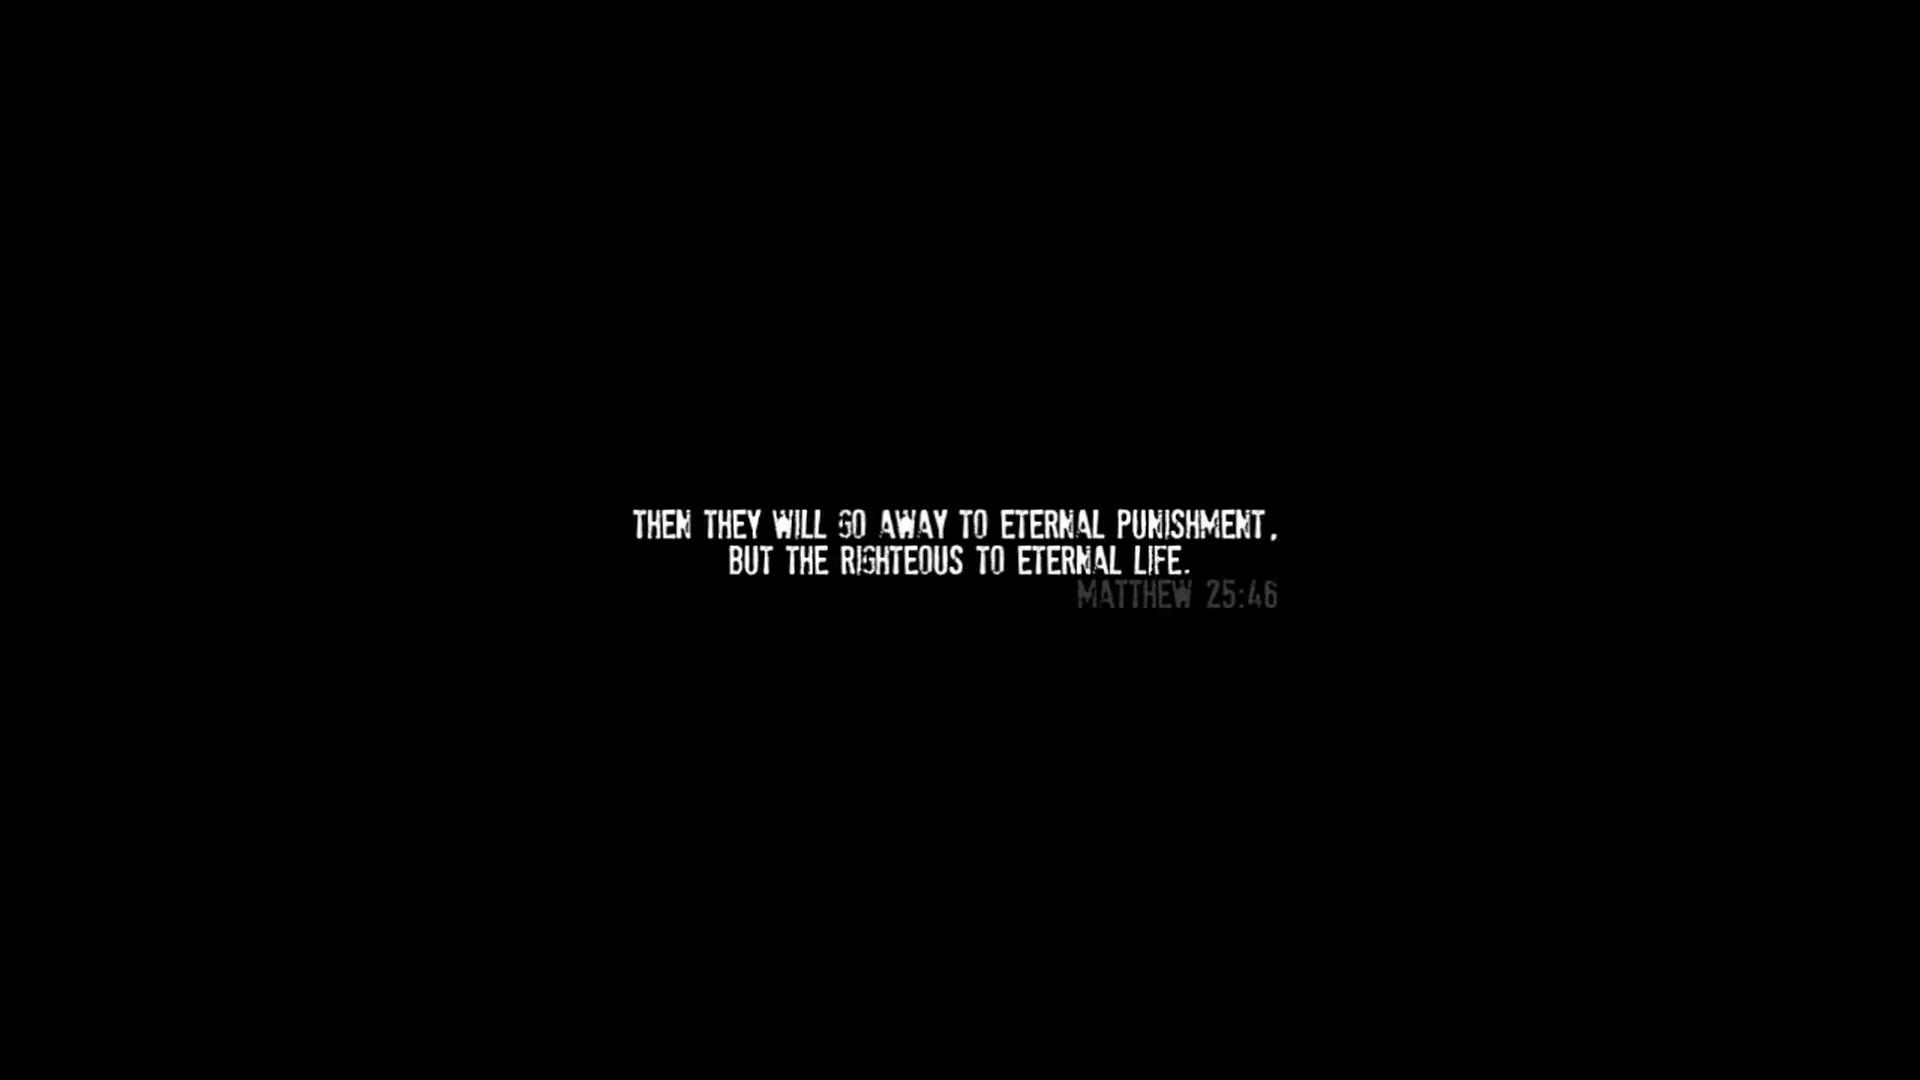 THEN THEY WILL GO AWAY TO ETERNAL PUNISHMENT,
BUT THE RIGHTEOUS TO ETERNAL LIFE.
MATTHEW 25:46